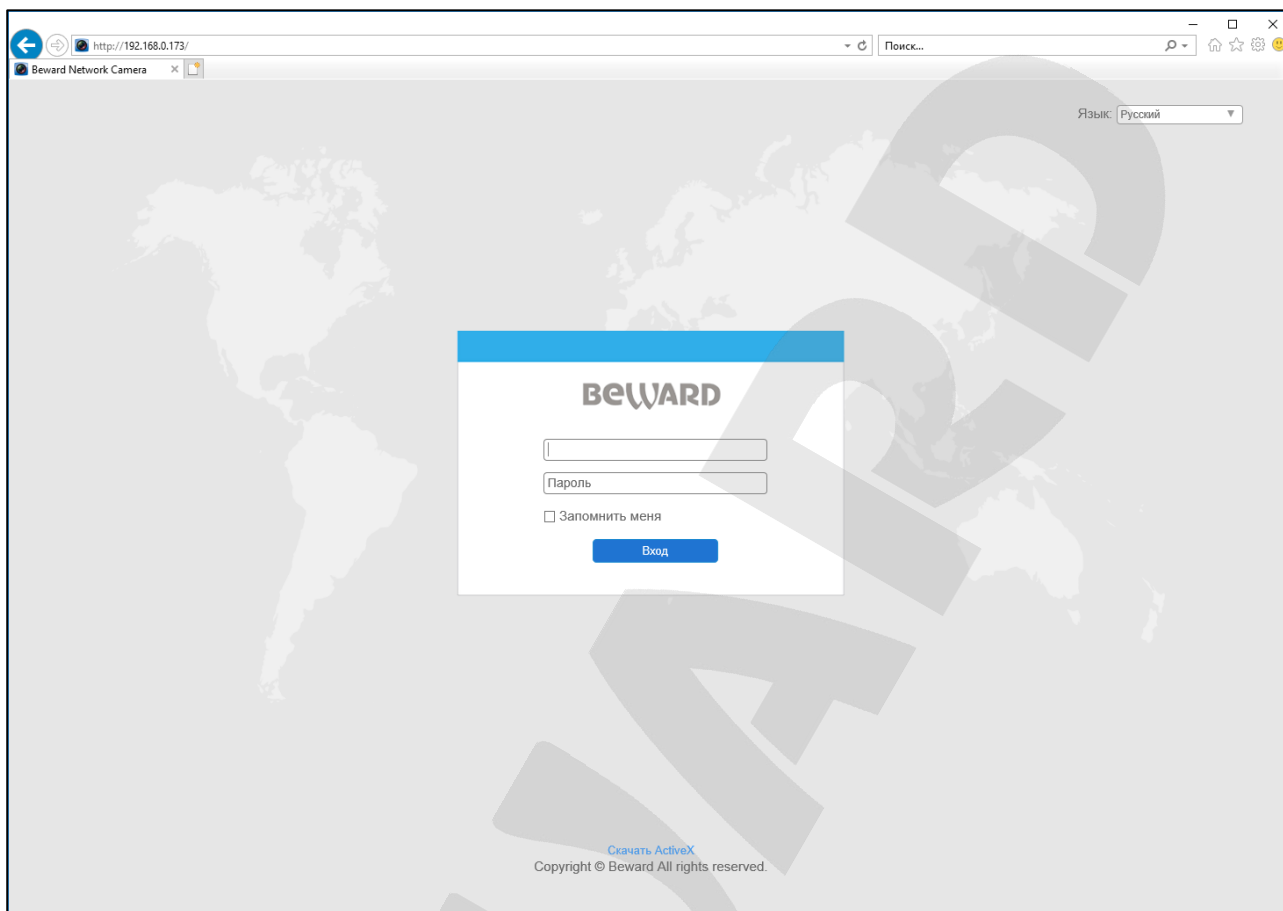 http://192.168.0.173/
Поиск...
Beward Network Camera
Язык: Русский
BEWARD
Пароль
Запомнить меня
Вход
Скачать ActiveX
Copyright © Beward All rights reserved.
WARD